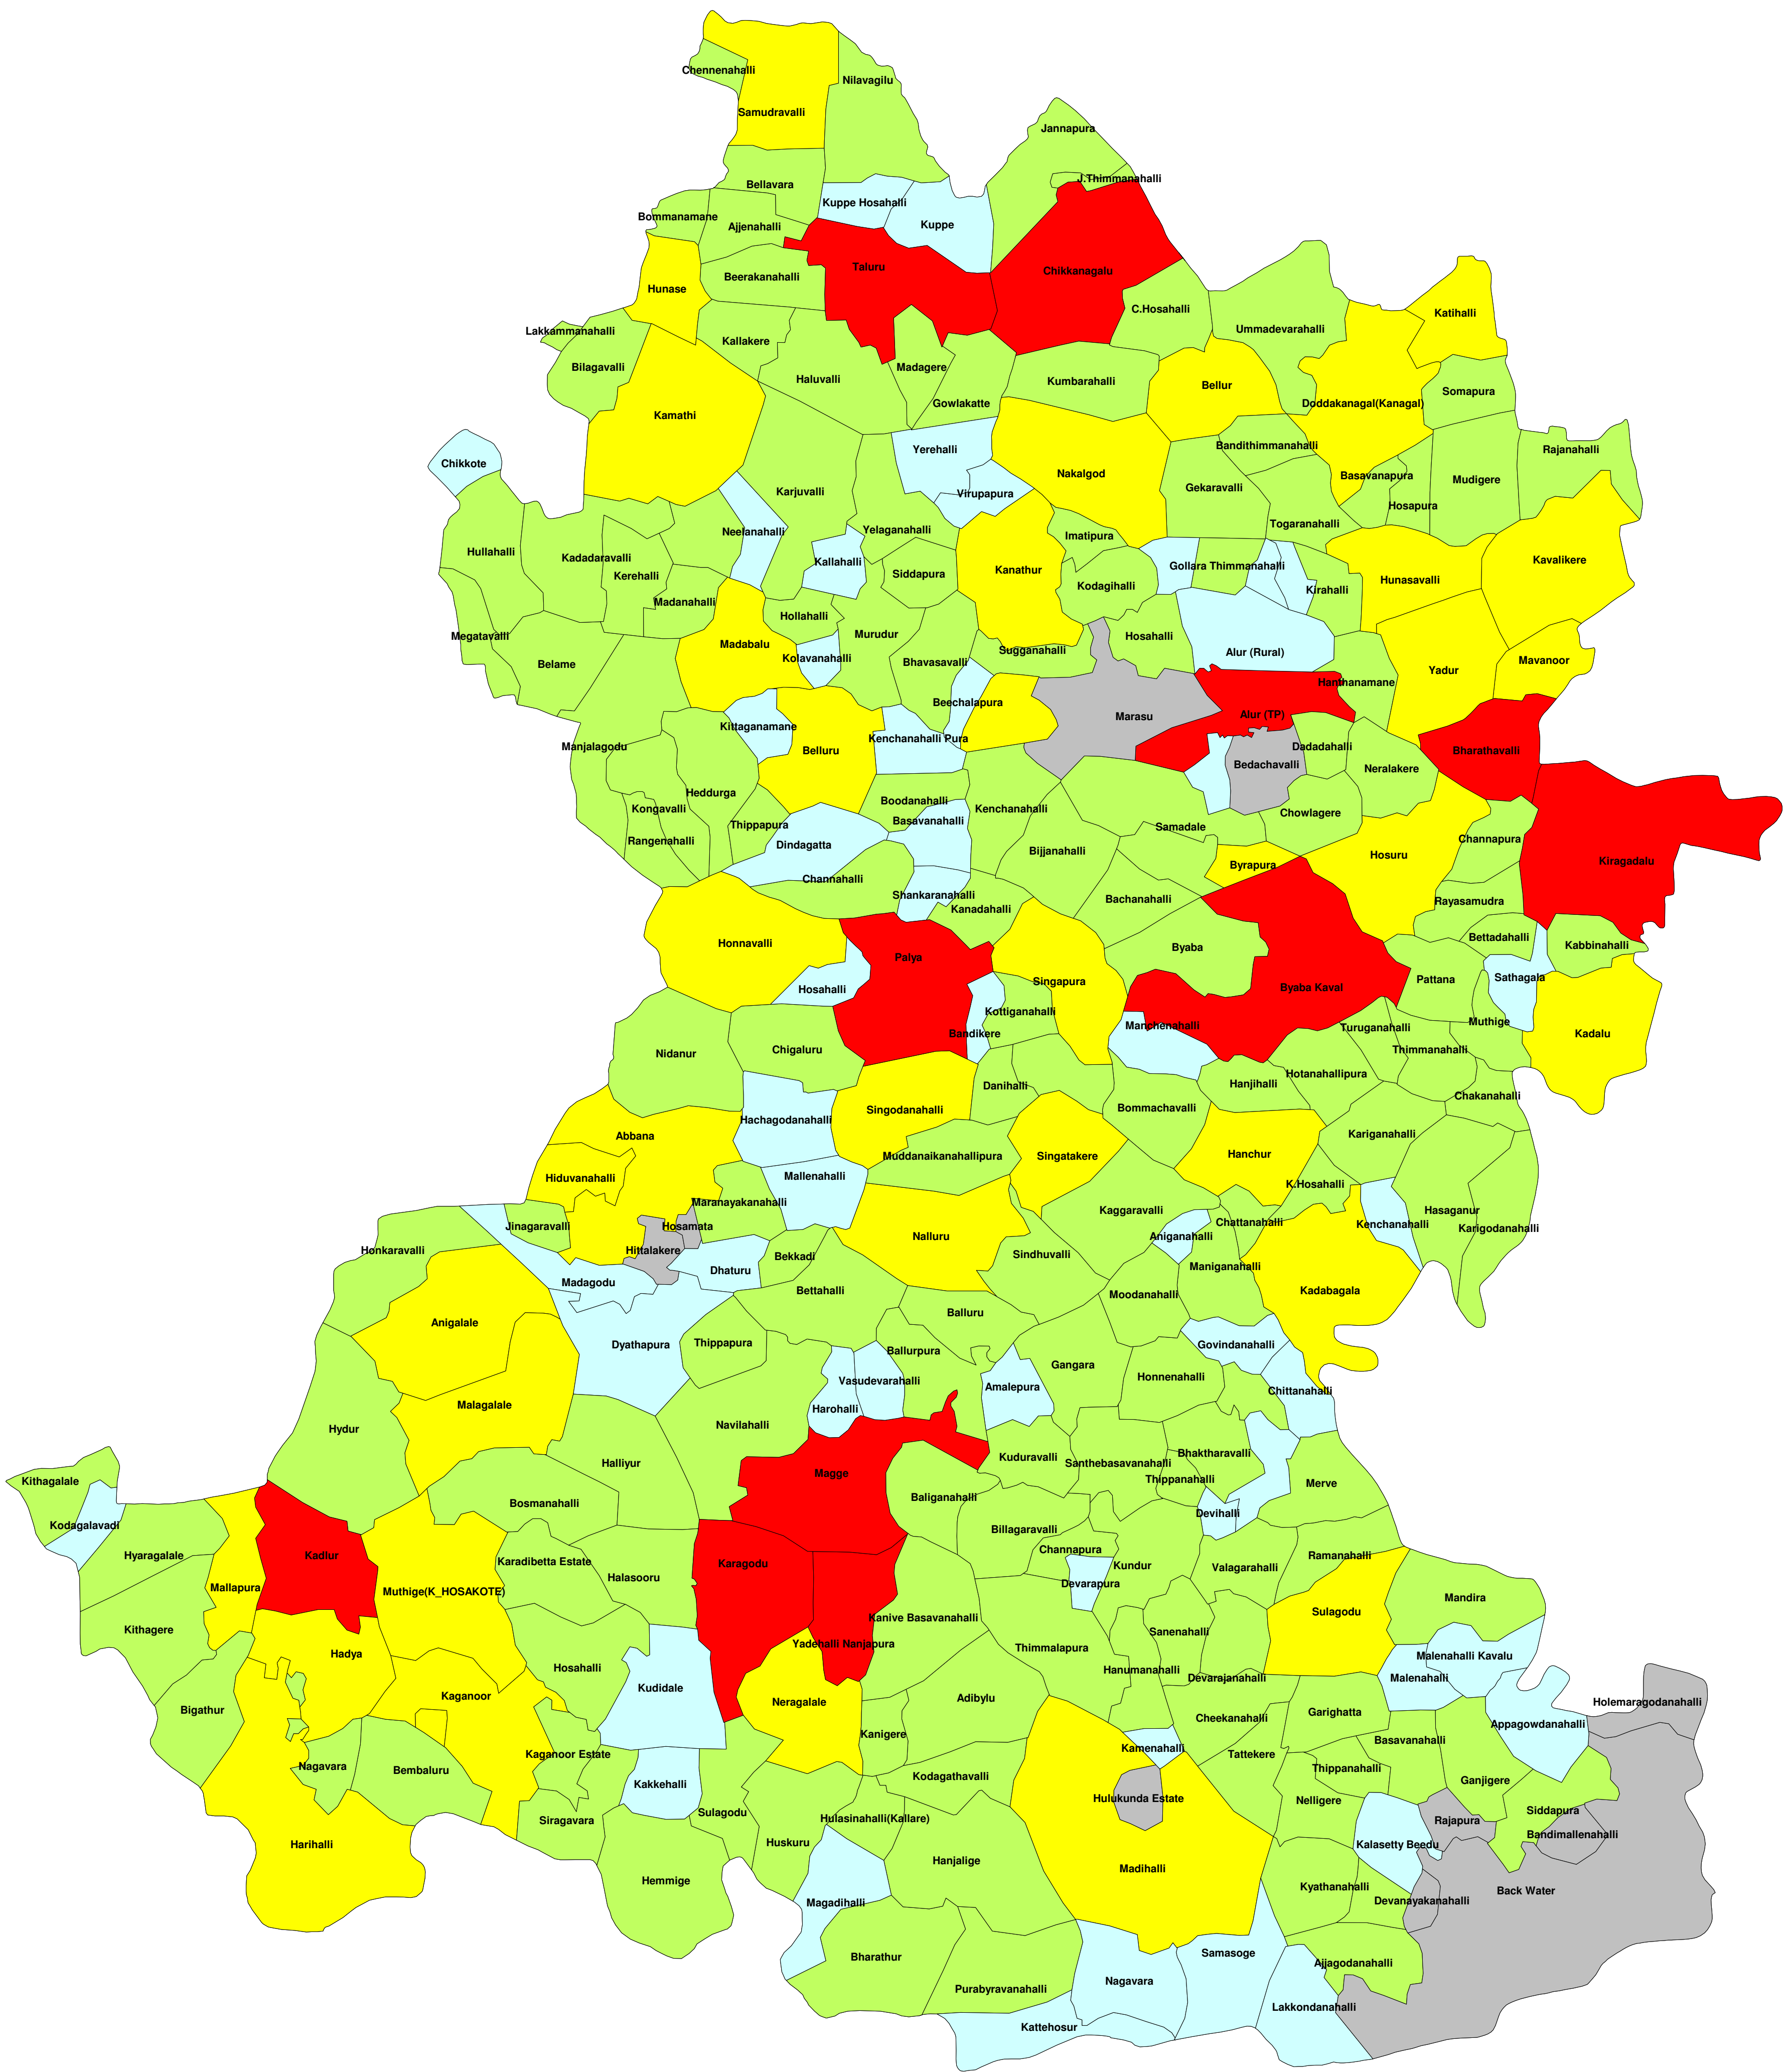 Chennenahalli
Nilavagilu
Samudravalli
Jannapura
J.Thimmanahalli
Bellavara
Kuppe Hosahalli
Bommanamane
Ajjenahalli
Kuppe
Taluru
Chikkanagalu
Beerakanahalli
Hunase
C.Hosahalli
Katihalli
Lakkammanahalli
Ummadevarahalli
Kallakere
Bilagavalli
Madagere
Haluvalli
Kumbarahalli
Bellur
Somapura
Gowlakatte
Doddakanagal(Kanagal)
Kamathi
Bandithimmanahalli
Yerehalli
Rajanahalli
Chikkote
Nakalgod
Basavanapura
Mudigere
Karjuvalli
Gekaravalli
Virupapura
Hosapura
Togaranahalli
Neelanahalli
Yelaganahalli
Imatipura
Hullahalli
Kadadaravalli
Kallahalli
Kavalikere
Gollara Thimmanahalli
Kanathur
Kerehalli
Siddapura
Hunasavalli
Kodagihalli
Kirahalli
Madanahalli
Hollahalli
Megatavalli
Murudur
Hosahalli
Madabalu
Sugganahalli
Alur (Rural)
Kolavanahalli
Bhavasavalli
Belame
Mavanoor
Yadur
Hanthanamane
Beechalapura
Marasu
Alur (TP)
Kittaganamane
Kenchanahalli Pura
Manjalagodu
Belluru
Dadadahalli
Bharathavalli
Bedachavalli
Neralakere
Heddurga
Boodanahalli
Kongavalli
Kenchanahalli
Chowlagere
Basavanahalli
Thippapura
Samadale
Rangenahalli
Channapura
Dindagatta
Bijjanahalli
Hosuru
Kiragadalu
Byrapura
Channahalli
Shankaranahalli
Bachanahalli
Rayasamudra
Kanadahalli
Bettadahalli
Honnavalli
Byaba
Kabbinahalli
Palya
Sathagala
Singapura
Pattana
Hosahalli
Byaba Kaval
Kottiganahalli
Muthige
Manchenahalli
Turuganahalli
Bandikere
Kadalu
Nidanur
Chigaluru
Thimmanahalli
Hotanahallipura
Danihalli
Hanjihalli
Chakanahalli
Singodanahalli
Bommachavalli
Hachagodanahalli
Abbana
Kariganahalli
Hanchur
Muddanaikanahallipura
Singatakere
Hiduvanahalli
Mallenahalli
K.Hosahalli
Maranayakanahalli
Kaggaravalli
Hasaganur
Jinagaravalli
Hosamata
Chattanahalli
Kenchanahalli
Karigodanahalli
Nalluru
Aniganahalli
Honkaravalli
Hittalakere
Sindhuvalli
Bekkadi
Maniganahalli
Dhaturu
Madagodu
Bettahalli
Kadabagala
Moodanahalli
Balluru
Anigalale
Thippapura
Dyathapura
Govindanahalli
Ballurpura
Gangara
Honnenahalli
Vasudevarahalli
Amalepura
Chittanahalli
Malagalale
Harohalli
Navilahalli
Hydur
Bhaktharavalli
Kuduravalli
Halliyur
Santhebasavanahalli
Magge
Kithagalale
Thippanahalli
Merve
Baliganahalli
Bosmanahalli
Devihalli
Kodagalavadi
Billagaravalli
Channapura
Hyaragalale
Kadlur
Ramanahalli
Karadibetta Estate
Karagodu
Kundur
Valagarahalli
Halasooru
Devarapura
Mallapura
Muthige(K_HOSAKOTE)
Mandira
Sulagodu
Kanive Basavanahalli
Kithagere
Sanenahalli
Yadehalli Nanjapura
Thimmalapura
Hadya
Malenahalli Kavalu
Hosahalli
Hanumanahalli
Devarajanahalli
Malenahalli
Kudidale
Kaganoor
Adibylu
Neragalale
Holemaragodanahalli
Bigathur
Garighatta
Cheekanahalli
Appagowdanahalli
Kanigere
Basavanahalli
Kamenahalli
Kaganoor Estate
Tattekere
Nagavara
Thippanahalli
Bembaluru
Kodagathavalli
Ganjigere
Kakkehalli
Hulukunda Estate
Nelligere
Siddapura
Sulagodu
Hulasinahalli(Kallare)
Siragavara
Rajapura
Bandimallenahalli
Harihalli
Huskuru
Kalasetty Beedu
Hanjalige
Madihalli
Hemmige
Kyathanahalli
Back Water
Magadihalli
Devanayakanahalli
Samasoge
Bharathur
Ajjagodanahalli
Nagavara
Purabyravanahalli
Lakkondanahalli
Kattehosur